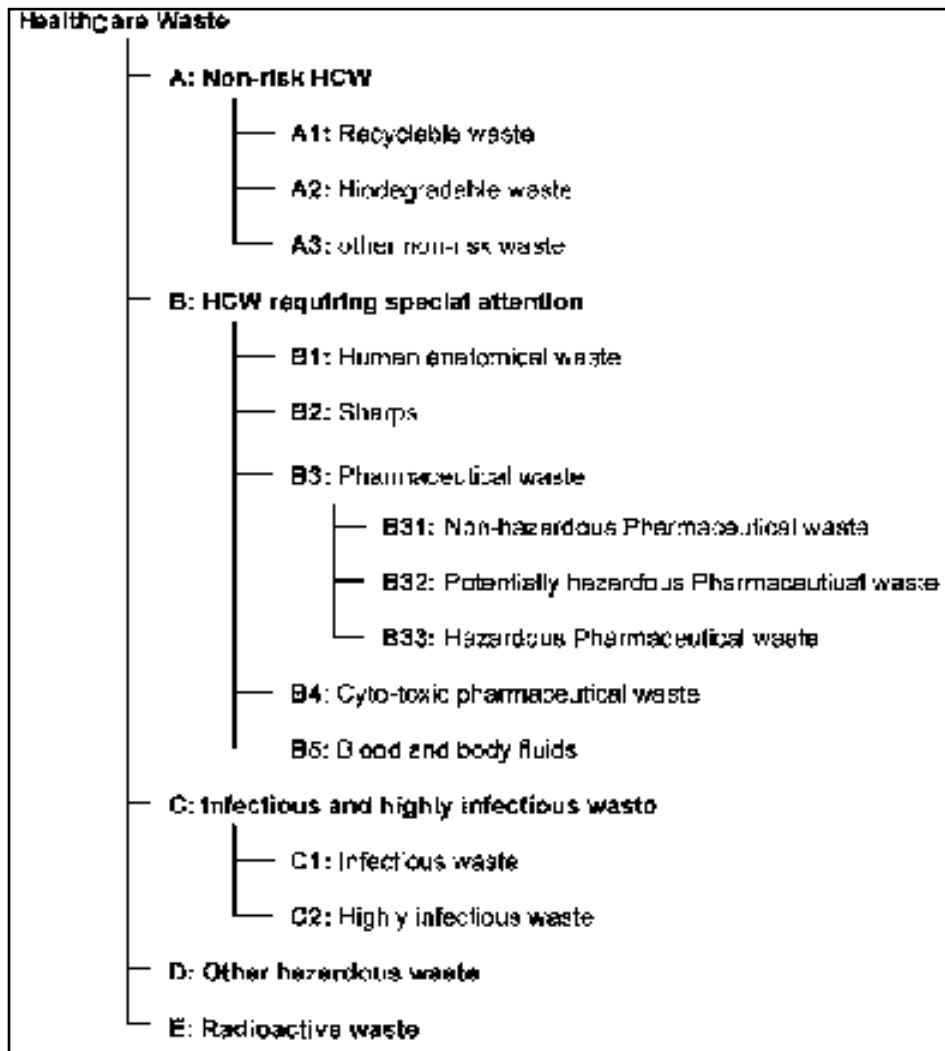 Healthcare Waste
A: Non-risk HCW
A1: Recyclable waste
A2: Biodegradable waste
A3: other non-risk waste
B: HCW requiring special attention
B1: Human anatomical waste
B2: Sharps
B3: Pharmaceutical waste
B31: Non-hazardous Pharmaceutical waste
B32: Potentially hazardous Pharmaceutical waste
B33: Hazardous Pharmaceutical waste
B4: Cyto-toxic pharmaceutical waste
B5: Blood and body fluids
C: Infectious and highly infectious waste
C1: Infectious waste
C2: Highly infectious waste
D: Other hazardous waste
E: Radioactive waste